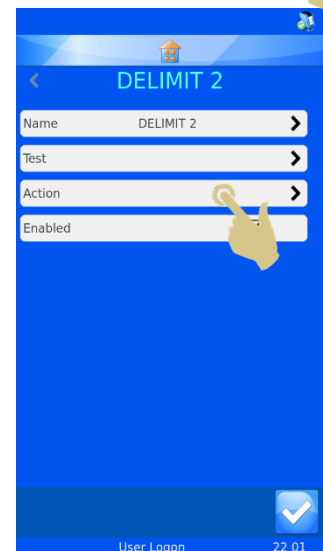 DELIMIT 2
Name DELIMIT 2
Test
Action
Enabled
User Logon 22 01